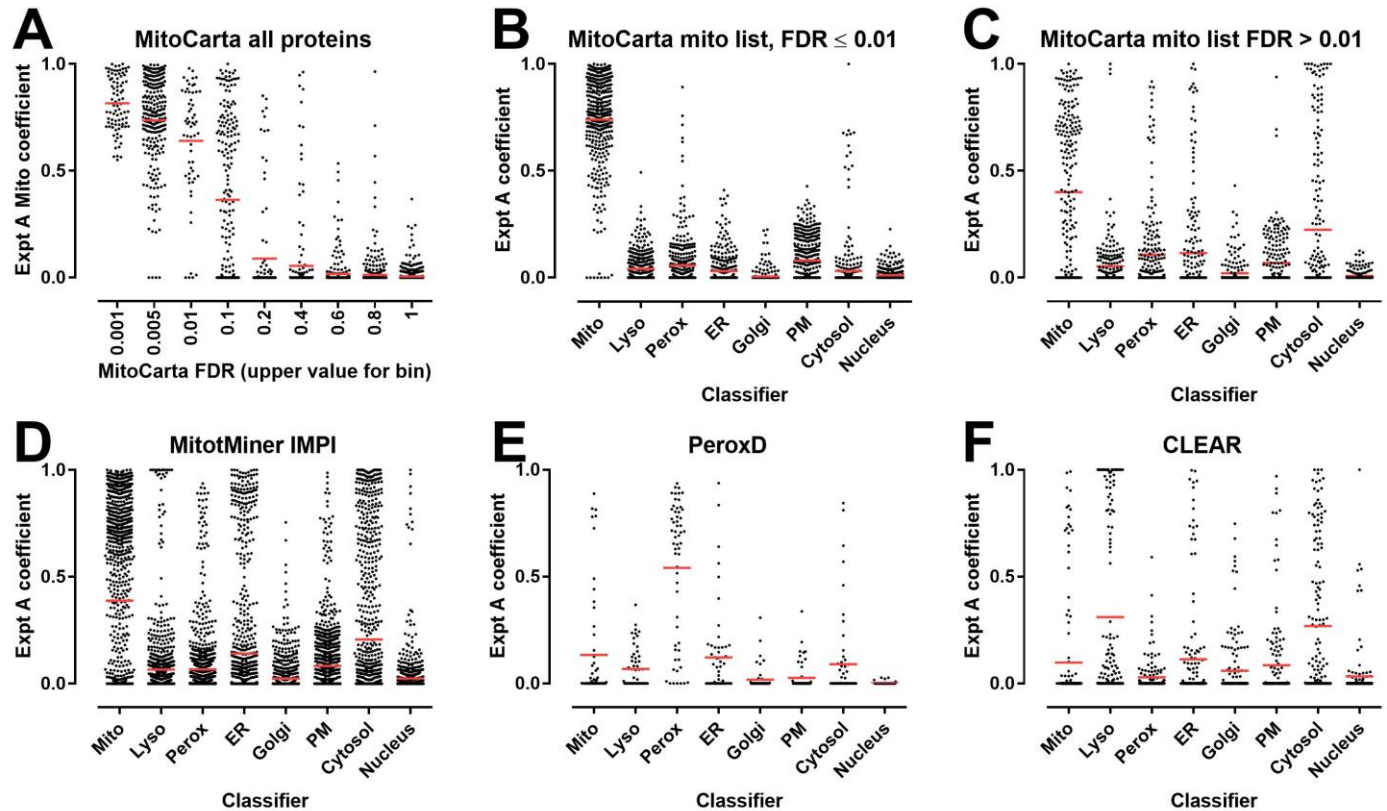 A
MitoCarta all proteins
Expt A Mito coefficient
1.0
0.5
0.0
0.001
0.005
0.01
0.1
0.2
0.4
0.6
0.8
1
MitoCarta FDR (upper value for bin)
B
MitoCarta mito list, FDR ≤ 0.01
Expt A coefficient
1.0
0.5
0.0
Mito
Lyso
Perox
ER
Golgi
PM
Cytosol
Nucleus
Classifier
C
MitoCarta mito list FDR > 0.01
Expt A coefficient
1.0
0.5
0.0
Mito
Lyso
Perox
ER
Golgi
PM
Cytosol
Nucleus
Classifier
D
MitotMiner IMPI
Expt A coefficient
1.0
0.5
0.0
Mito
Lyso
Perox
ER
Golgi
PM
Cytosol
Nucleus
Classifier
E
PeroxD
Expt A coefficient
1.0
0.5
0.0
Mito
Lyso
Perox
ER
Golgi
PM
Cytosol
Nucleus
Classifier
F
CLEAR
Expt A coefficient
1.0
0.5
0.0
Mito
Lyso
Perox
ER
Golgi
PM
Cytosol
Nucleus
Classifier